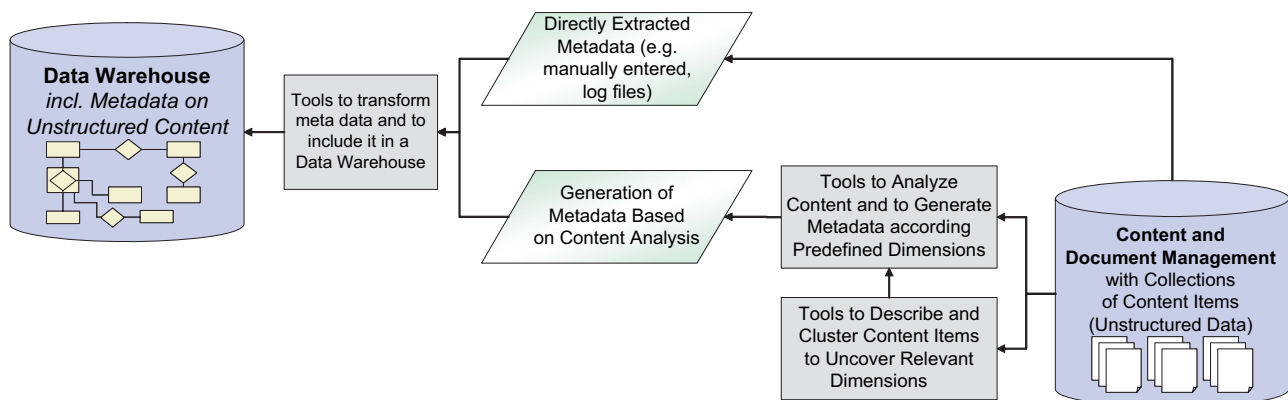 Data Warehouse
incl. Metadata on
Unstructured Content
Tools to transform
meta data and to
include it in a
Data Warehouse
Directly Extracted
Metadata (e.g.
manually entered,
log files)
Generation of
Metadata Based
on Content Analysis
Tools to Analyze
Content and to Generate
Metadata according
Predefined Dimensions
Tools to Describe and
Cluster Content Items
to Uncover Relevant
Dimensions
Content and
Document Management
with Collections
of Content Items
(Unstructured Data)